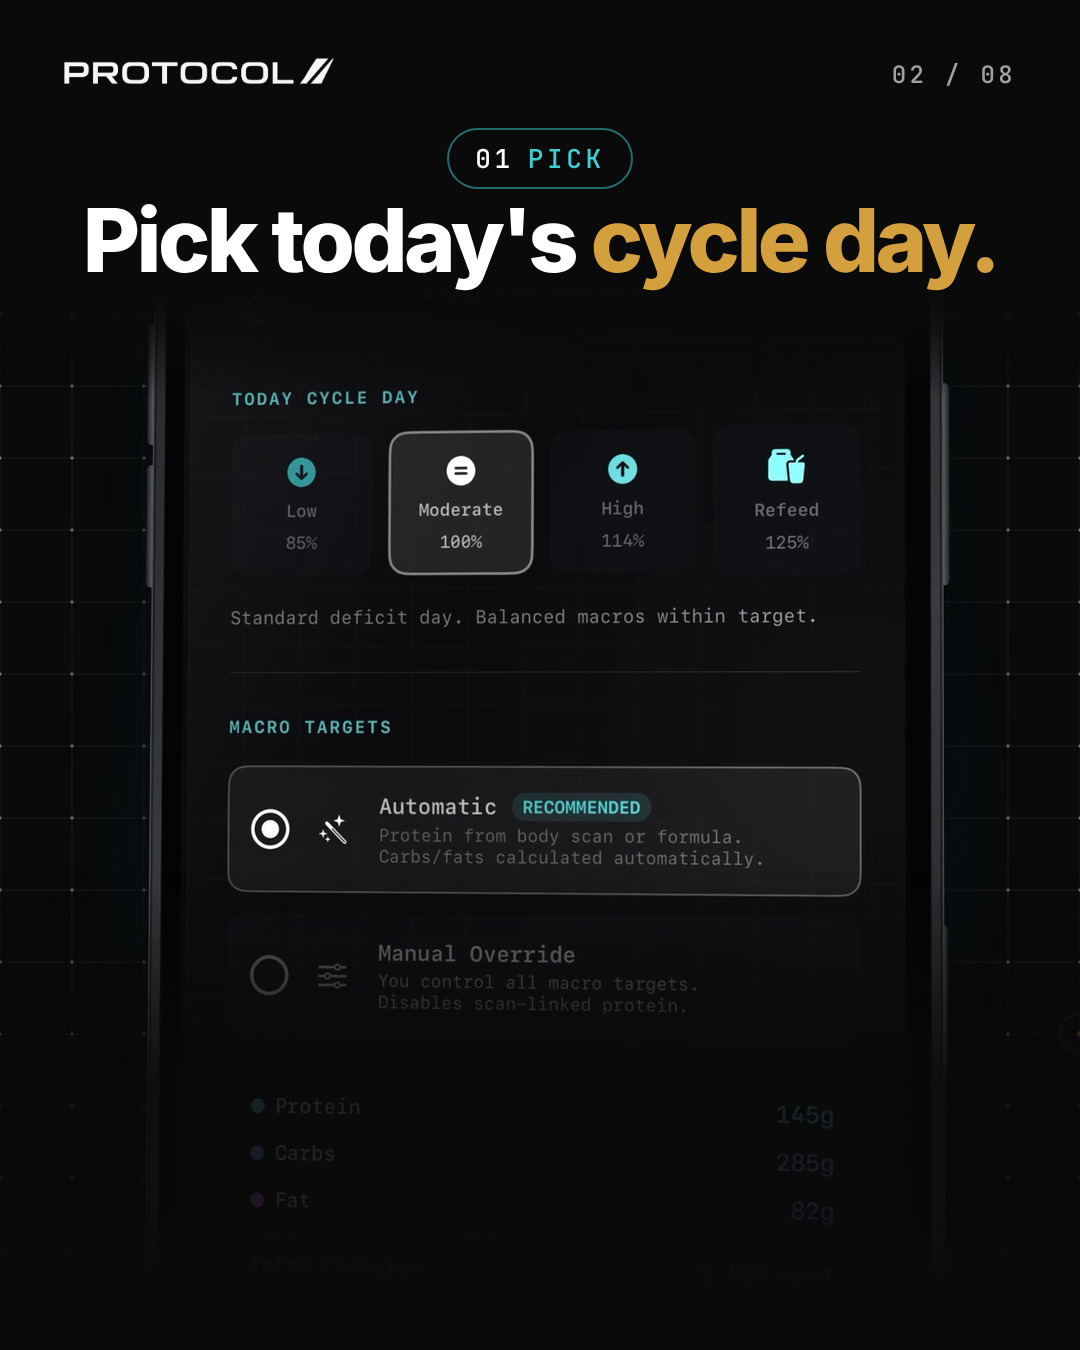 PROTOCOL
02 / 08
01 PICK
Pick today's cycle day.
TODAY CYCLE DAY
Low
85%
Moderate
100%
High
114%
Refeed
125%
Standard deficit day. Balanced macros within target.
MACRO TARGETS
Automatic RECOMMENDED
Protein from body scan or formula.
Carbs/fats calculated automatically.
Manual Override
You control all macro targets.
Disables scan-linked protein.
Protein 145g
Carbs 285g
Fat 82g
Total Calories